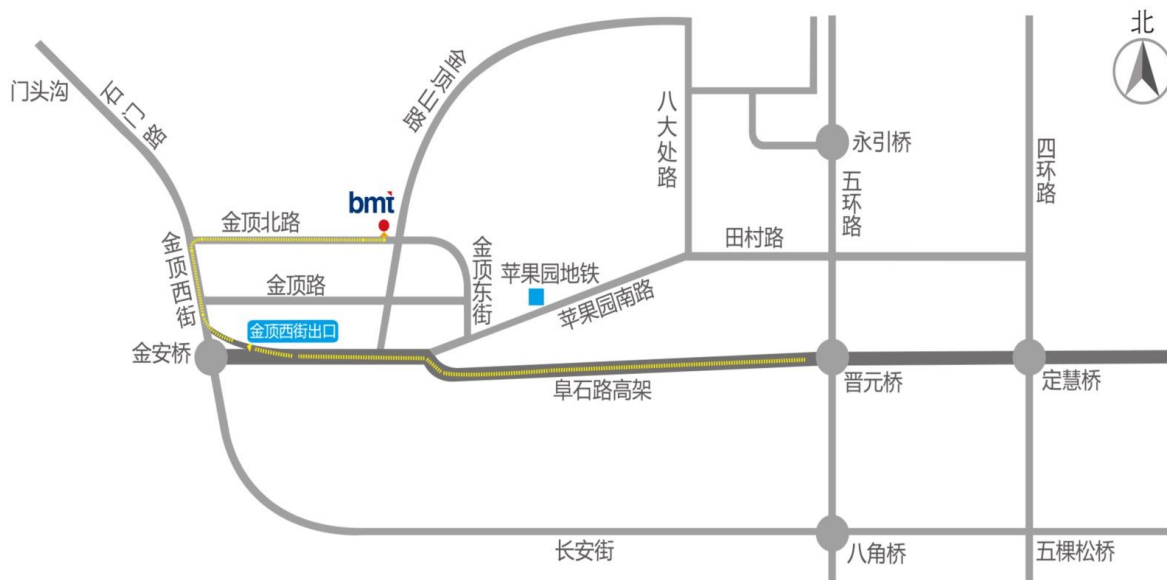 北
门头沟
石门路
金顶山路
八大处路
永引桥
四环路
五环路
bmt
金顶北路
金顶西街
金顶东街
田村路
苹果园地铁
金顶路
苹果园南路
金顶西街出口
金安桥
阜石路高架
晋元桥
定慧桥
长安街
八角桥
五棵松桥